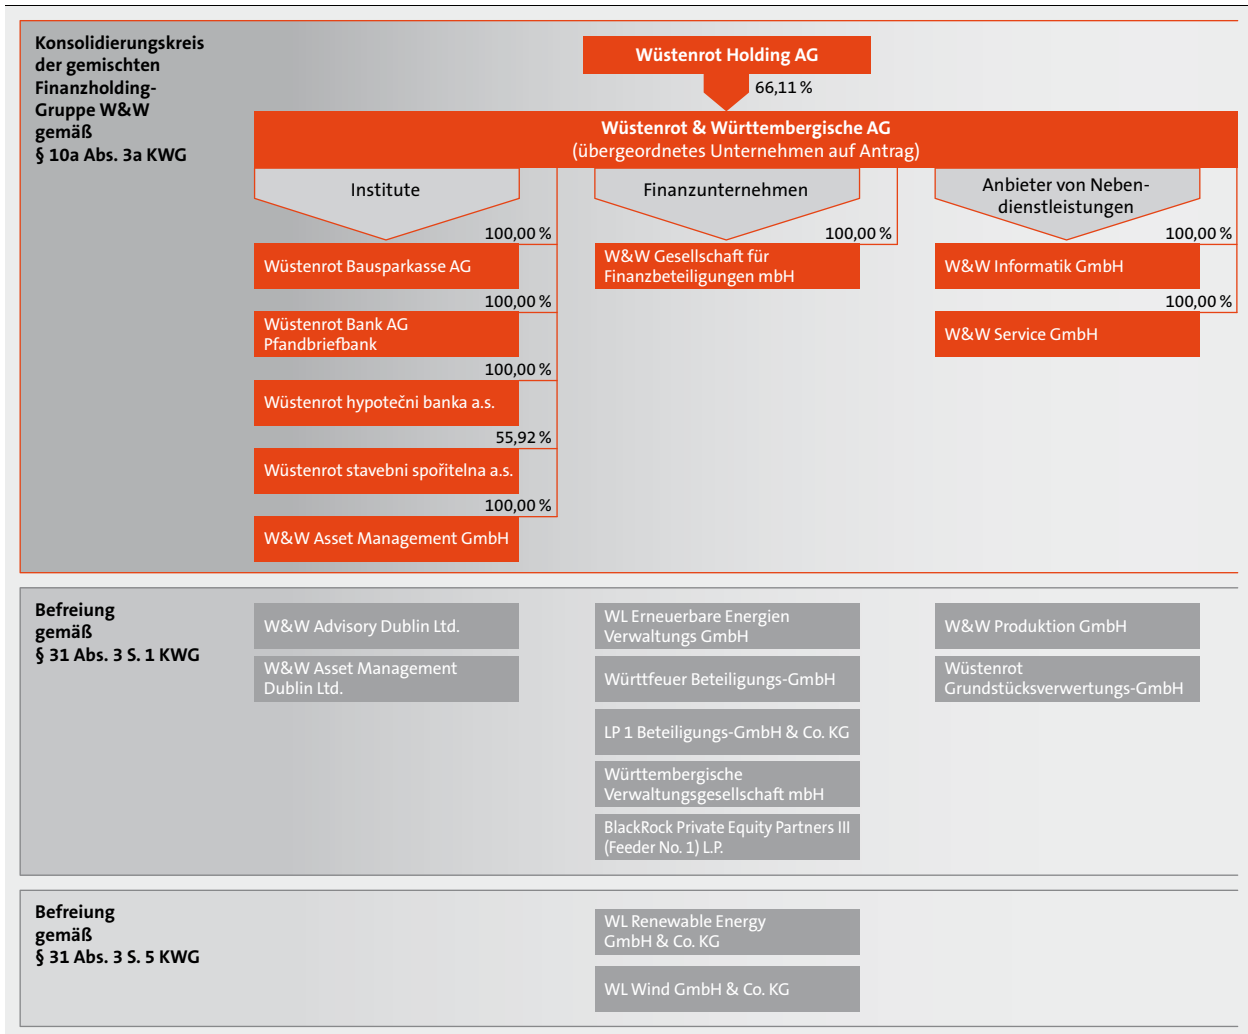 Konsolidierungskreis
der gemischten
Finanzholding-
Gruppe W&W
gemäß
§ 10a Abs. 3a KWG
Wüstenrot Holding AG
66,11 %
Wüstenrot & Württembergische AG
(übergeordnetes Unternehmen auf Antrag)
Institute
100,00 %
Wüstenrot Bausparkasse AG
100,00 %
Wüstenrot Bank AG
Pfandbriefbank
100,00 %
Wüstenrot hypoteční banka a.s.
55,92 %
Wüstenrot stavebni spořitelna a.s.
100,00 %
W&W Asset Management GmbH
Finanzunternehmen
100,00 %
W&W Gesellschaft für
Finanzbeteiligungen mbH
Anbieter von Neben-
dienstleistungen
100,00 %
W&W Informatik GmbH
100,00 %
W&W Service GmbH
Befreiung
gemäß
§ 31 Abs. 3 S. 1 KWG
W&W Advisory Dublin Ltd.
W&W Asset Management
Dublin Ltd.
WL Erneuerbare Energien
Verwaltungs GmbH
Württfeuer Beteiligungs-GmbH
LP 1 Beteiligungs-GmbH & Co. KG
Württembergische
Verwaltungsgesellschaft mbH
BlackRock Private Equity Partners III
(Feeder No. 1) L.P.
W&W Produktion GmbH
Wüstenrot
Grundstücksverwertungs-GmbH
Befreiung
gemäß
§ 31 Abs. 3 S. 5 KWG
WL Renewable Energy
GmbH & Co. KG
WL Wind GmbH & Co. KG